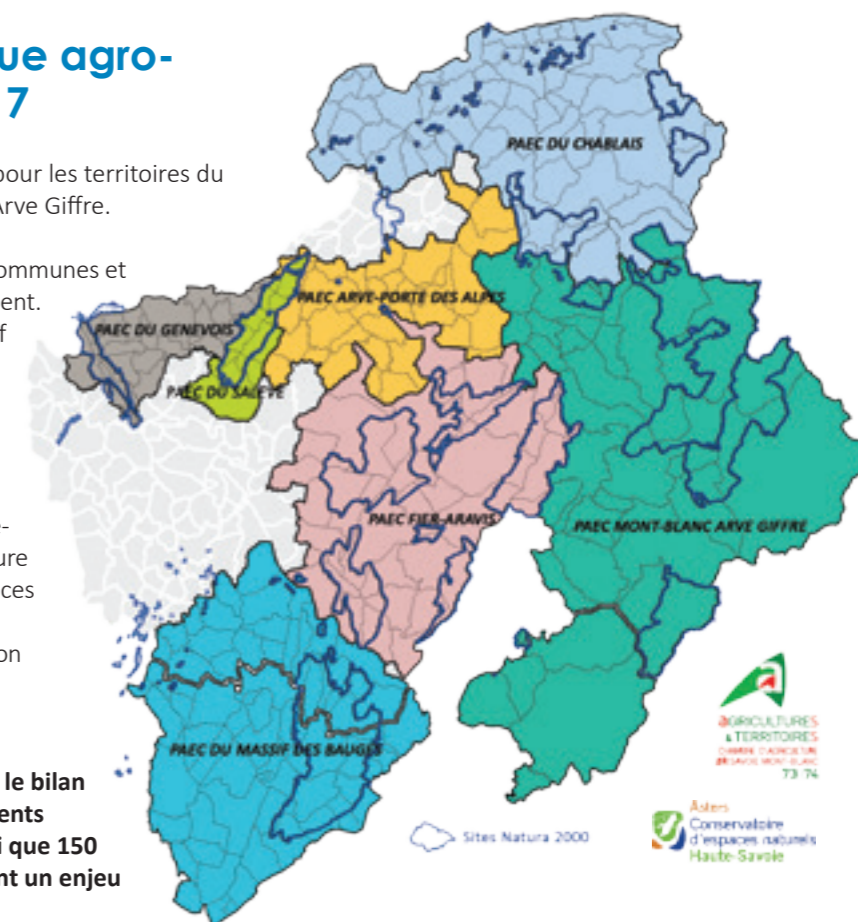 ue agro-
7
pour les territoires du
Arve Giffre.
ommunes et
ent.
f
-
ure
ces
on
le bilan
ents
i que 150
nt un enjeu
PAEC DU CHABLAIS
PAEC ARVE-PORTE DES ALPES
PAEC DU GENEVOIS
PAEC DU SALEVE
PAEC FIER-ARAVIS
PAEC MONT-BLANC ARVE GIFFRE
PAEC DU MASSIF DES BAUGES
Sites Natura 2000
AGRICULTURES
& TERRITOIRES
CHAMBRE D'AGRICULTURE
SAVOIE MONT-BLANC
73 74
Asters
Conservatoire
d'espaces naturels
Haute-Savoie